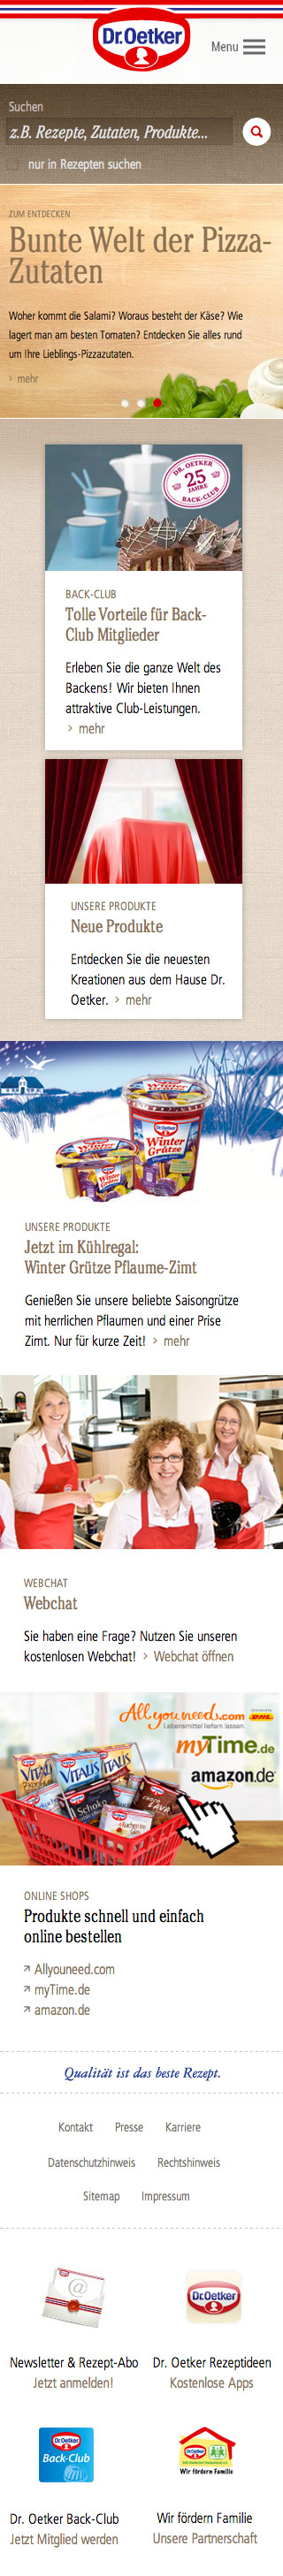 Dr. Oetker
Menu
Suchen
z.B. Rezepte, Zutaten, Produkte...
nur in Rezepten suchen
ZUM ENTDECKEN
Bunte Welt der Pizza-
Zutaten
Woher kommt die Salami? Woraus besteht der Käse? Wie
lagert man am besten Tomaten? Entdecken Sie alles rund
um Ihre Lieblings-Pizzazutaten.
› mehr
DR. OETKER
25
JAHRE
BACK-CLUB
BACK-CLUB
Tolle Vorteile für Back-
Club Mitglieder
Erleben Sie die ganze Welt des
Backens! Wir bieten Ihnen
attraktive Club-Leistungen.
› mehr
UNSERE PRODUKTE
Neue Produkte
Entdecken Sie die neuesten
Kreationen aus dem Hause Dr.
Oetker. › mehr
Winter
Grütze
UNSERE PRODUKTE
Jetzt im Kühlregal:
Winter Grütze Pflaume-Zimt
Genießen Sie unsere beliebte Saisongrütze
mit herrlichen Pflaumen und einer Prise
Zimt. Nur für kurze Zeit! › mehr
WEBCHAT
Webchat
Sie haben eine Frage? Nutzen Sie unseren
kostenlosen Webchat! › Webchat öffnen
Allyouneed.com
DHL
Lebensmittel liefern lassen.
myTime.de
amazon.de
VITALIS VITALIS VITALIS
ONLINE SHOPS
Produkte schnell und einfach
online bestellen
Allyouneed.com
myTime.de
amazon.de
Qualität ist das beste Rezept.
Kontakt Presse Karriere
Datenschutzhinweis Rechtshinweis
Sitemap Impressum
@
Dr. Oetker
Newsletter & Rezept-Abo
Jetzt anmelden!
Dr. Oetker Rezeptideen
Kostenlose Apps
Dr. Oetker
Back-Club
Dr. Oetker
Wir fördern Familie
Dr. Oetker Back-Club
Jetzt Mitglied werden
Wir fördern Familie
Unsere Partnerschaft